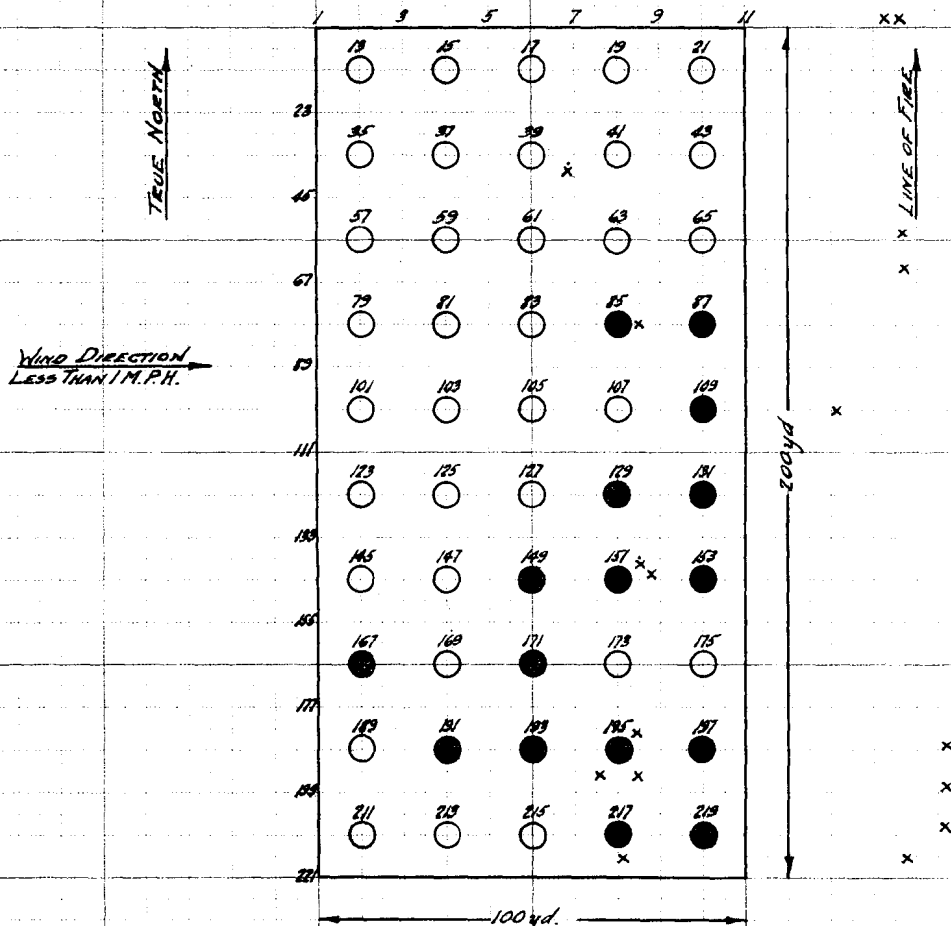 1 3 5 7 9 11 xx
13 15 17 19 21
TRUE NORTH
LINE OF FIRE
23
35 37 39 41 43
x
45
57 59 61 63 65
x
x
67
79 81 83 85 87
x
WIND DIRECTION
LESS THAN 1 M.P.H.
89
101 103 105 107 109
x
111
200 yd
123 125 127 129 131
133
145 147 149 151 153
x
x
155
167 169 171 173 175
177
189 191 193 195 197
x
x
x x
x
199
x
211 213 215 217 219
x
x
221
100 yd.